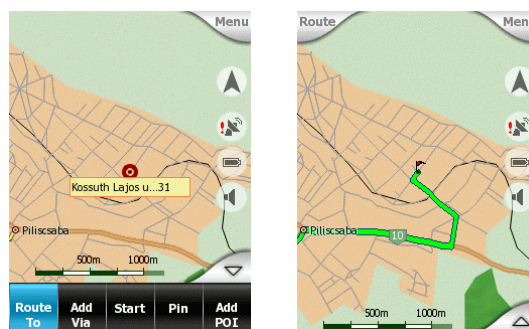 Menu
Kossuth Lajos u...31
Piliscsaba
500m 1000m
Route To
Add Via
Start
Pin
Add POI
Route
Men
Piliscsaba
10
500m 1000m